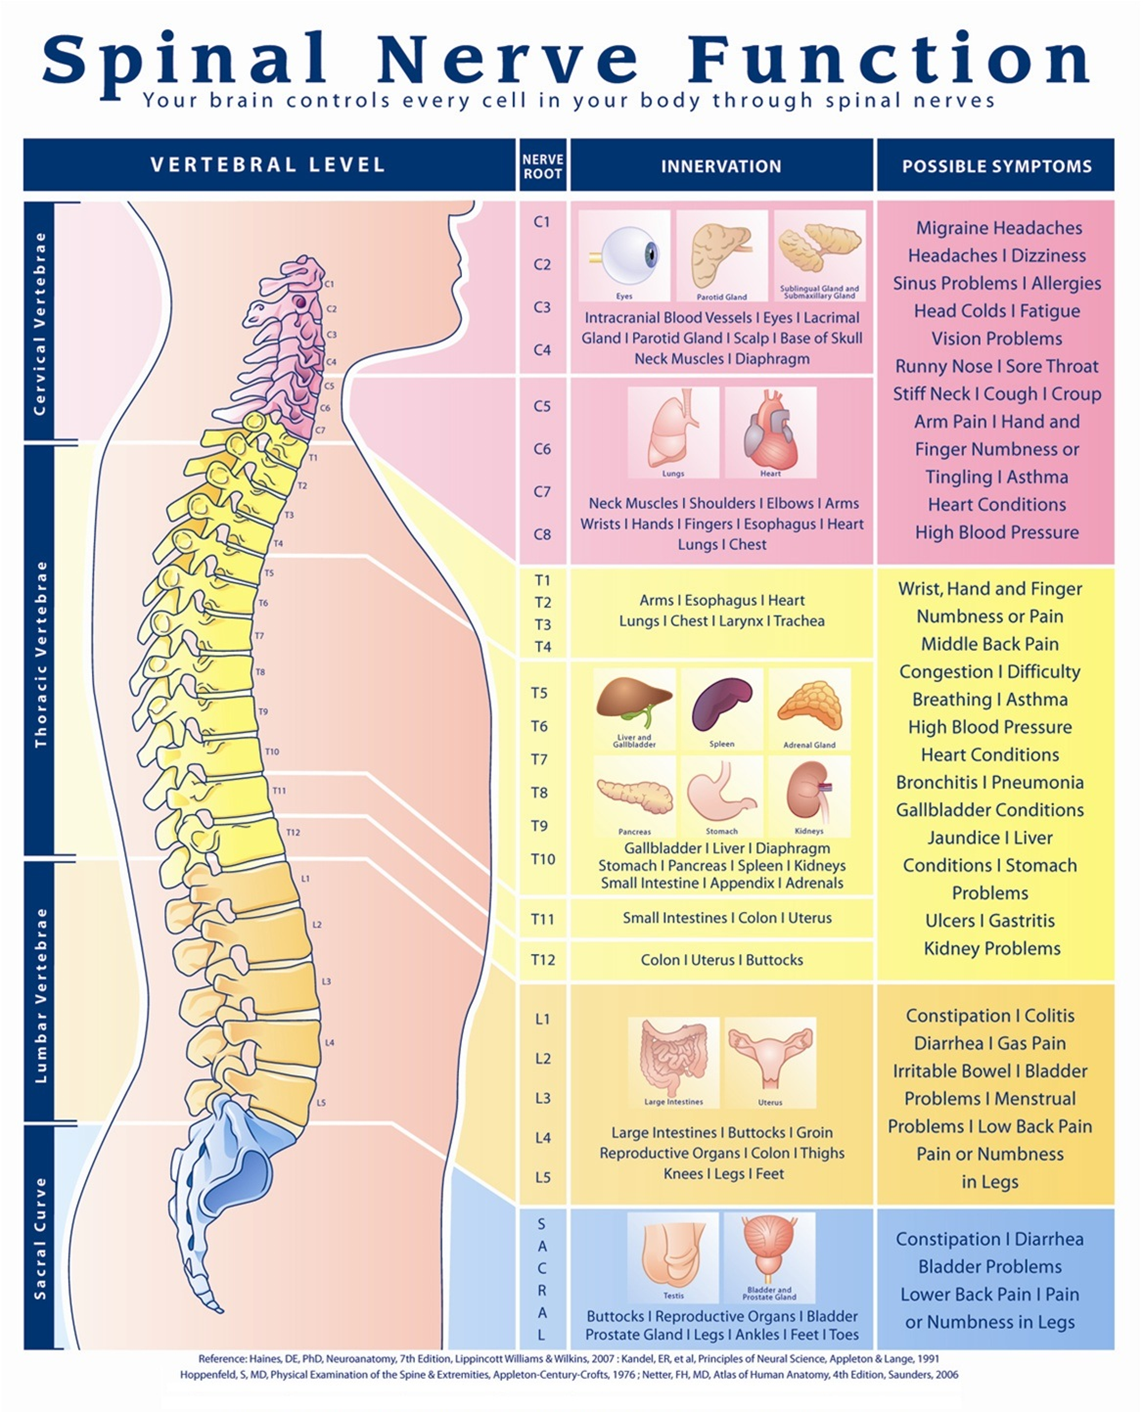 Spinal Nerve Function
Your brain controls every cell in your body through spinal nerves
VERTEBRAL LEVEL
NERVE
ROOT
INNERVATION
POSSIBLE SYMPTOMS
Cervical Vertebrae
C1
C2
C3
C4
C5
C6
C7
Thoracic Vertebrae
T1
T2
T3
T4
T5
T6
T7
T8
T9
T10
T11
T12
Lumbar Vertebrae
L1
L2
L3
L4
L5
Sacral Curve
C1
C2
C3
C4
Eyes
Parotid Gland
Sublingual Gland and
Submaxillary Gland
Intracranial Blood Vessels | Eyes | Lacrimal
Gland | Parotid Gland | Scalp | Base of Skull
Neck Muscles | Diaphragm
C5
C6
C7
C8
Lungs
Heart
Neck Muscles | Shoulders | Elbows | Arms
Wrists | Hands | Fingers | Esophagus | Heart
Lungs | Chest
Migraine Headaches
Headaches | Dizziness
Sinus Problems | Allergies
Head Colds | Fatigue
Vision Problems
Runny Nose | Sore Throat
Stiff Neck | Cough | Croup
Arm Pain | Hand and
Finger Numbness or
Tingling | Asthma
Heart Conditions
High Blood Pressure
T1
T2
T3
T4
Arms | Esophagus | Heart
Lungs | Chest | Larynx | Trachea
T5
T6
T7
T8
T9
T10
Liver and
Gallbladder
Spleen
Adrenal Gland
Pancreas
Stomach
Kidneys
Gallbladder | Liver | Diaphragm
Stomach | Pancreas | Spleen | Kidneys
Small Intestine | Appendix | Adrenals
T11
Small Intestines | Colon | Uterus
T12
Colon | Uterus | Buttocks
Wrist, Hand and Finger
Numbness or Pain
Middle Back Pain
Congestion | Difficulty
Breathing | Asthma
High Blood Pressure
Heart Conditions
Bronchitis | Pneumonia
Gallbladder Conditions
Jaundice | Liver
Conditions | Stomach
Problems
Ulcers | Gastritis
Kidney Problems
L1
L2
L3
L4
L5
Large Intestines
Uterus
Large Intestines | Buttocks | Groin
Reproductive Organs | Colon | Thighs
Knees | Legs | Feet
Constipation | Colitis
Diarrhea | Gas Pain
Irritable Bowel | Bladder
Problems | Menstrual
Problems | Low Back Pain
Pain or Numbness
in Legs
S
A
C
R
A
L
Testis
Bladder and
Prostate Gland
Buttocks | Reproductive Organs | Bladder
Prostate Gland | Legs | Ankles | Feet | Toes
Constipation | Diarrhea
Bladder Problems
Lower Back Pain | Pain
or Numbness in Legs
Reference: Haines, DE, PhD, Neuroanatomy, 7th Edition, Lippincott Williams & Wilkins, 2007 : Kandel, ER, et al, Principles of Neural Science, Appleton & Lange, 1991
Hoppenfeld, S, MD, Physical Examination of the Spine & Extremities, Appleton-Century-Crofts, 1976 ; Netter, FH, MD, Atlas of Human Anatomy, 4th Edition, Saunders, 2006